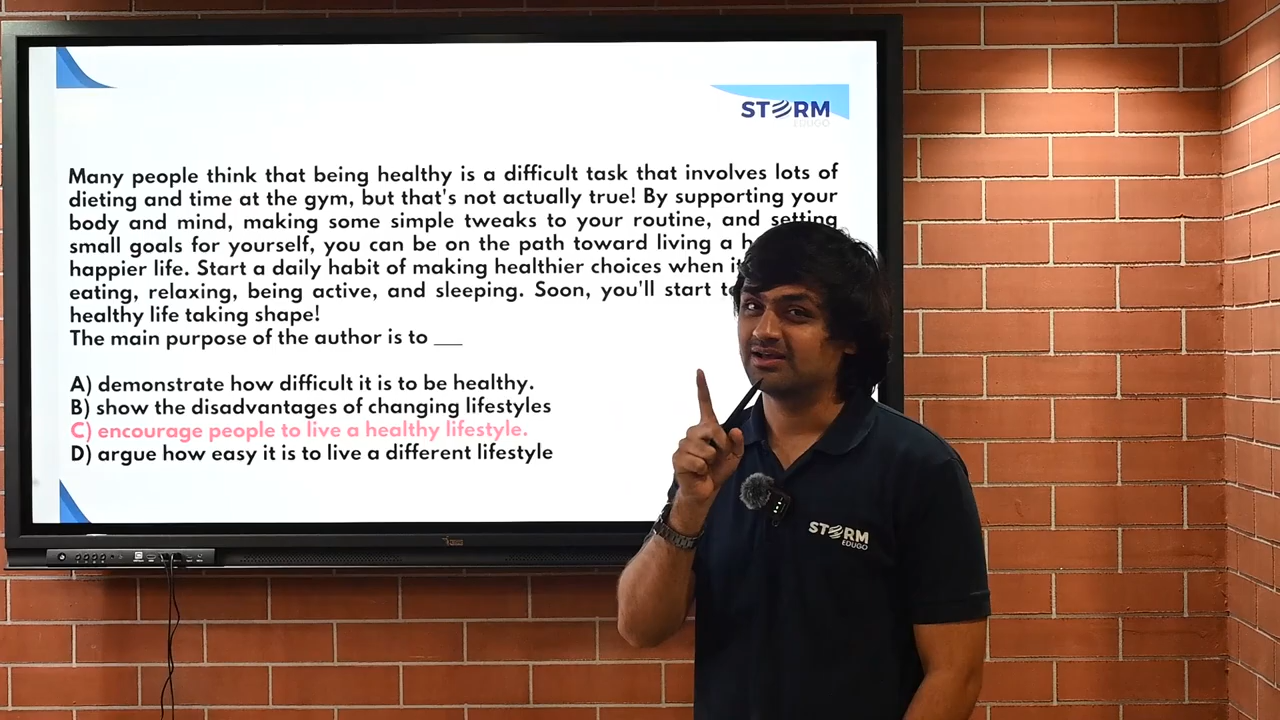 STORM
EDUGO
Many people think that being healthy is a difficult task that involves lots of
dieting and time at the gym, but that's not actually true! By supporting your
body and mind, making some simple tweaks to your routine, and setting
small goals for yourself, you can be on the path toward living a
happier life. Start a daily habit of making healthier choices when
eating, relaxing, being active, and sleeping. Soon, you'll start
healthy life taking shape!
The main purpose of the author is to ___
A) demonstrate how difficult it is to be healthy.
B) show the disadvantages of changing lifestyles
C) encourage people to live a healthy lifestyle.
D) argue how easy it is to live a different lifestyle
STORM
EDUGO